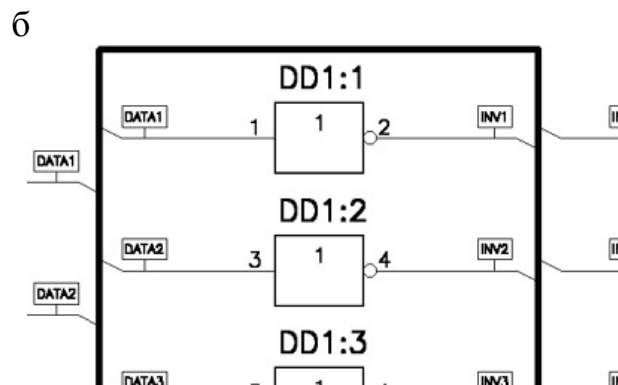 б
DD1:1
DATA1 1 1 2 INV1
DATA1
DD1:2
DATA2 3 1 4 INV2
DATA2
DD1:3
DATA3 INV3